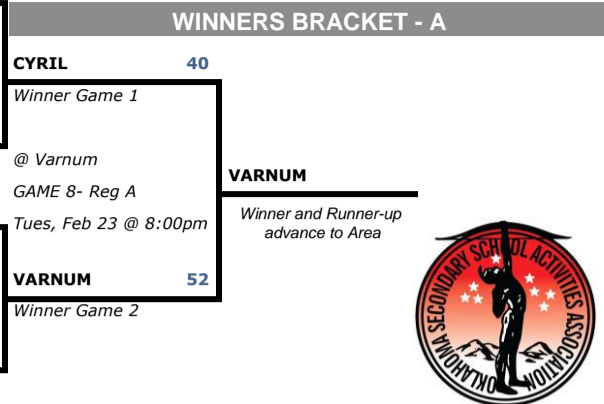 WINNERS BRACKET - A
CYRIL 40
Winner Game 1
@ Varnum
GAME 8- Reg A
Tues, Feb 23 @ 8:00pm
VARNUM 52
Winner Game 2
VARNUM
Winner and Runner-up
advance to Area
OKLAHOMA SECONDARY SCHOOL ACTIVITIES ASSOCIATION